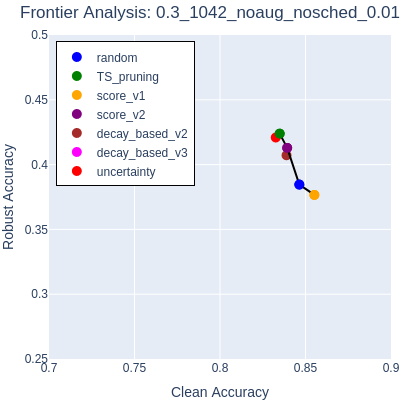 Frontier Analysis: 0.3_1042_noaug_nosched_0.01
0.5
0.45
0.4
0.35
0.3
0.25
Robust Accuracy
random
TS_pruning
score_v1
score_v2
decay_based_v2
decay_based_v3
uncertainty
0.7
0.75
0.8
0.85
0.9
Clean Accuracy